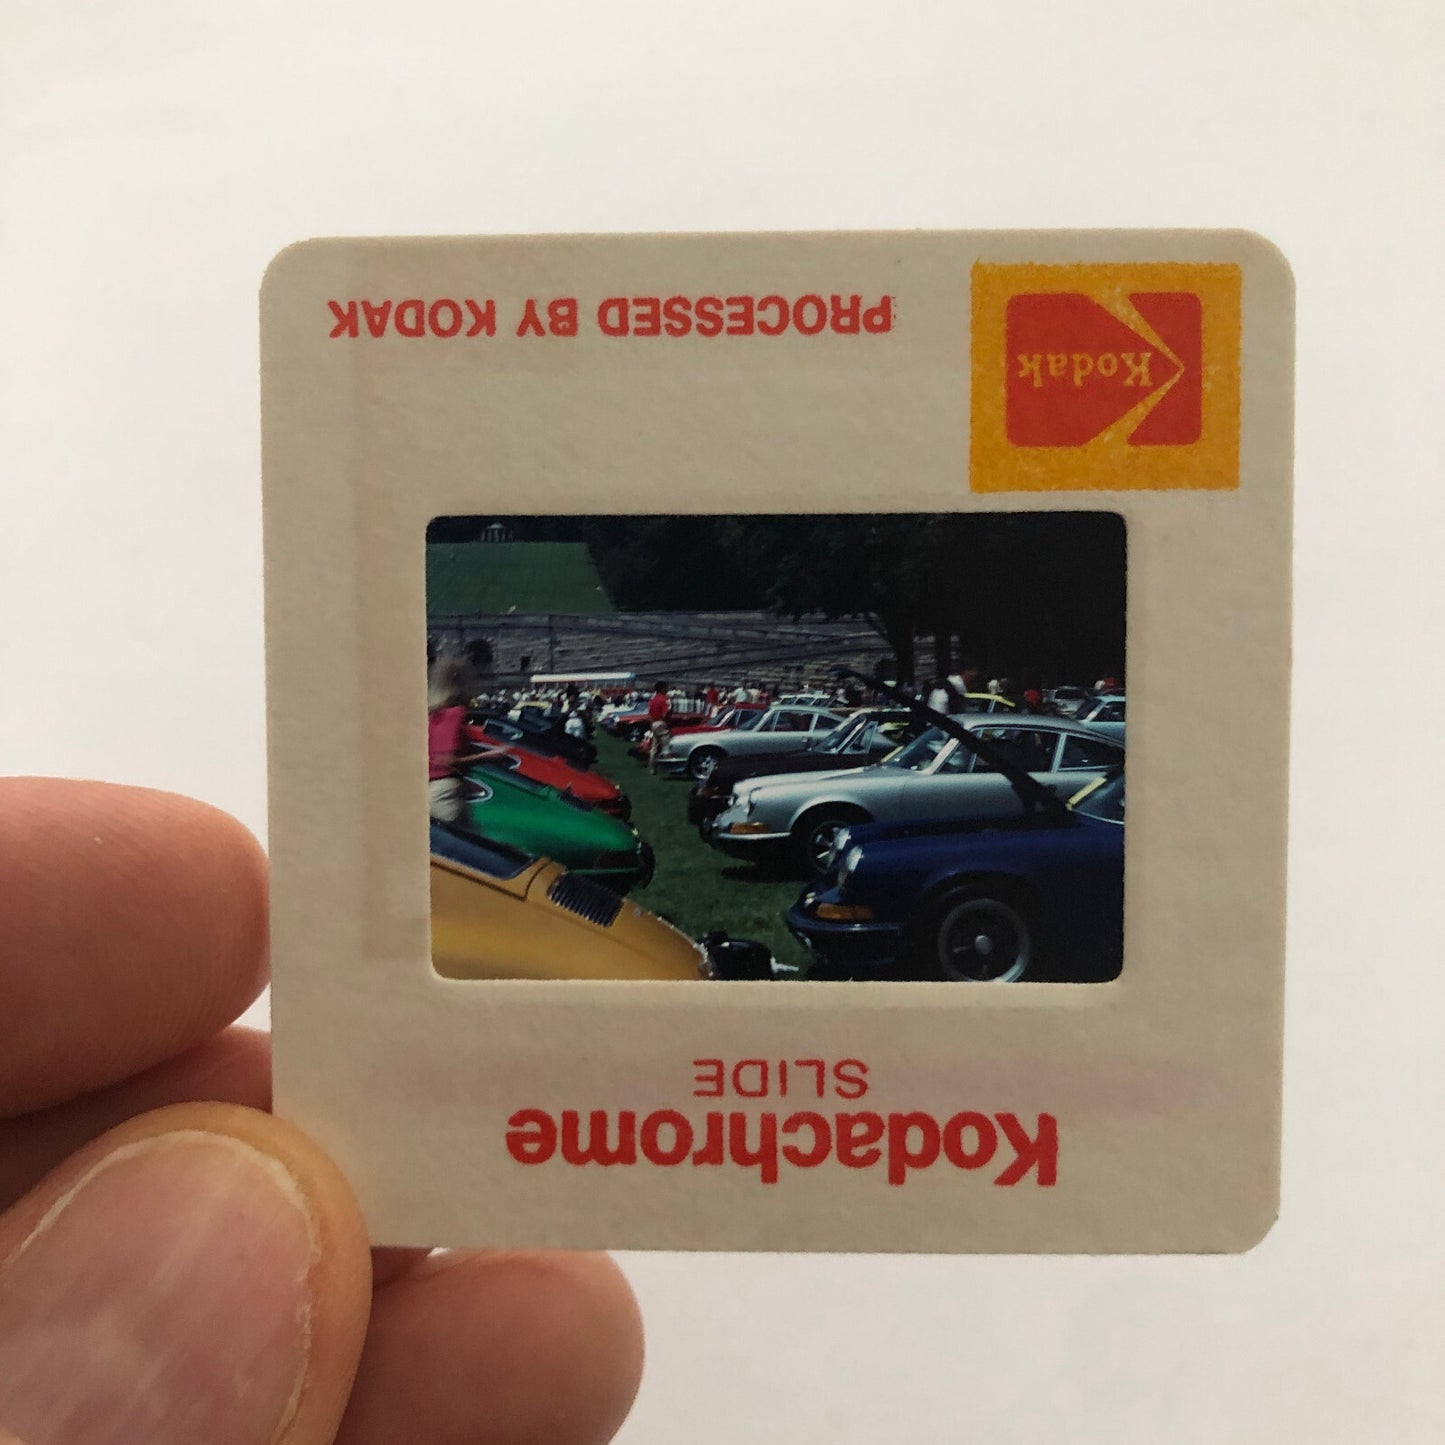 Kodachrome
SLIDE
Kodak
PROCESSED BY KODAK